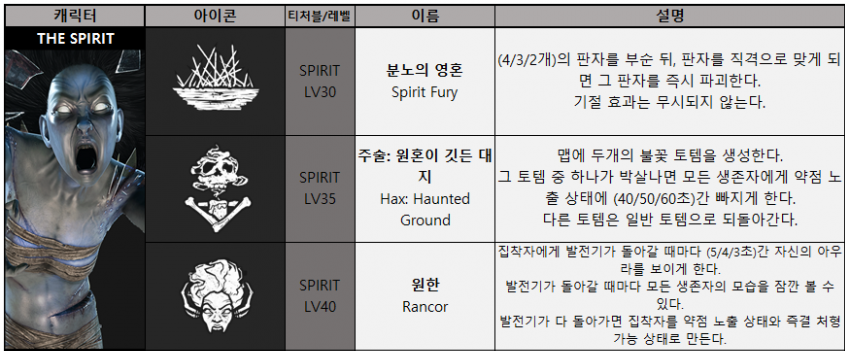 캐릭터 아이콘 티처블/레벨 이름 설명
THE SPIRIT
SPIRIT
LV30
분노의 영혼
Spirit Fury
(4/3/2개)의 판자를 부순 뒤, 판자를 직격으로 맞게 되
면 그 판자를 즉시 파괴한다.
기절 효과는 무시되지 않는다.
SPIRIT
LV35
주술: 원혼이 깃든 대
지
Hax: Haunted
Ground
맵에 두개의 불꽃 토템을 생성한다.
그 토템 중 하나가 박살나면 모든 생존자에게 약점 노
출 상태에 (40/50/60초)간 빠지게 한다.
다른 토템은 일반 토템으로 되돌아간다.
SPIRIT
LV40
원한
Rancor
집착자에게 발전기가 돌아갈 때마다 (5/4/3초)간 자신의 아우
라를 보이게 한다.
발전기가 돌아갈 때마다 모든 생존자의 모습을 잠깐 볼 수
있다.
발전기가 다 돌아가면 집착자를 약점 노출 상태와 즉결 처형
가능 상태로 만든다.